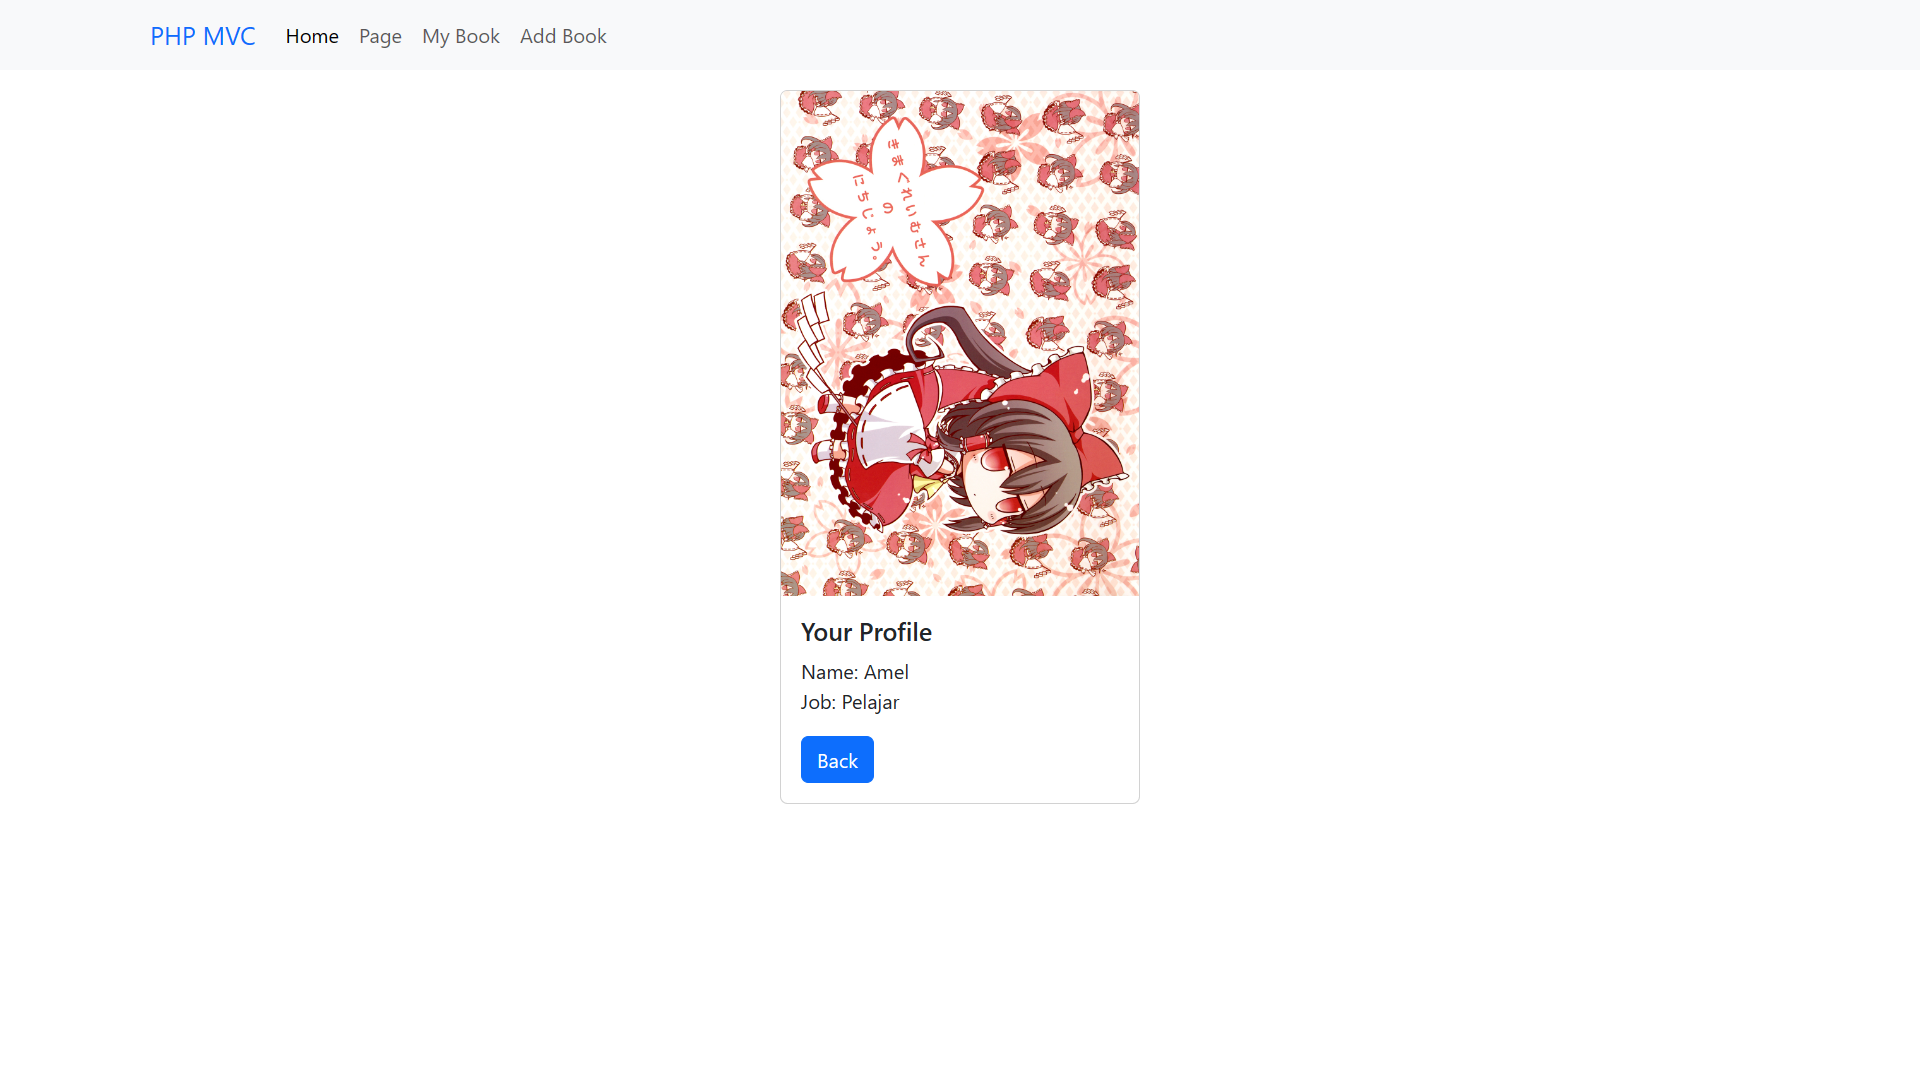 PHP MVC
Home
Page
My Book
Add Book
きまぐれいむさん
の
にちじょう。
Your Profile
Name: Amel
Job: Pelajar
Back